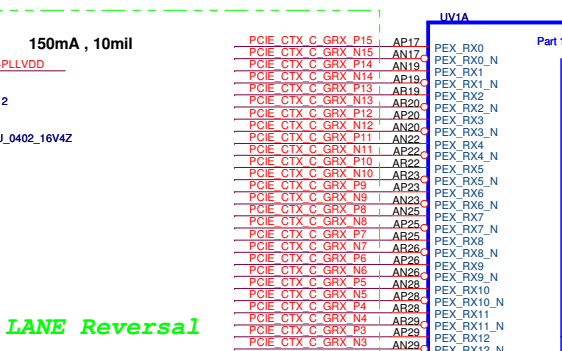 UV1A
150mA , 10mil
Part 1
PLLVDD
2
_0402_16V4Z
PCIE_CTX_C_GRX_P15 AP17 PEX_RX0
PCIE_CTX_C_GRX_N15 AN17 PEX_RX0_N
PCIE_CTX_C_GRX_P14 AN19 PEX_RX1
PCIE_CTX_C_GRX_N14 AP19 PEX_RX1_N
PCIE_CTX_C_GRX_P13 AR19 PEX_RX2
PCIE_CTX_C_GRX_N13 AR20 PEX_RX2_N
PCIE_CTX_C_GRX_P12 AP20 PEX_RX3
PCIE_CTX_C_GRX_N12 AN20 PEX_RX3_N
PCIE_CTX_C_GRX_P11 AN22 PEX_RX4
PCIE_CTX_C_GRX_N11 AP22 PEX_RX4_N
PCIE_CTX_C_GRX_P10 AR22 PEX_RX5
PCIE_CTX_C_GRX_N10 AR23 PEX_RX5_N
PCIE_CTX_C_GRX_P9 AP23 PEX_RX6
PCIE_CTX_C_GRX_N9 AN23 PEX_RX6_N
PCIE_CTX_C_GRX_P8 AN25 PEX_RX7
PCIE_CTX_C_GRX_N8 AP25 PEX_RX7_N
PCIE_CTX_C_GRX_P7 AR25 PEX_RX8
PCIE_CTX_C_GRX_N7 AR26 PEX_RX8_N
PCIE_CTX_C_GRX_P6 AP26 PEX_RX9
PCIE_CTX_C_GRX_N6 AN26 PEX_RX9_N
PCIE_CTX_C_GRX_P5 AN28 PEX_RX10
PCIE_CTX_C_GRX_N5 AP28 PEX_RX10_N
PCIE_CTX_C_GRX_P4 AR28 PEX_RX11
PCIE_CTX_C_GRX_N4 AR29 PEX_RX11_N
PCIE_CTX_C_GRX_P3 AP29 PEX_RX12
PCIE_CTX_C_GRX_N3 AN29 PEX_RX12_N
LANE Reversal